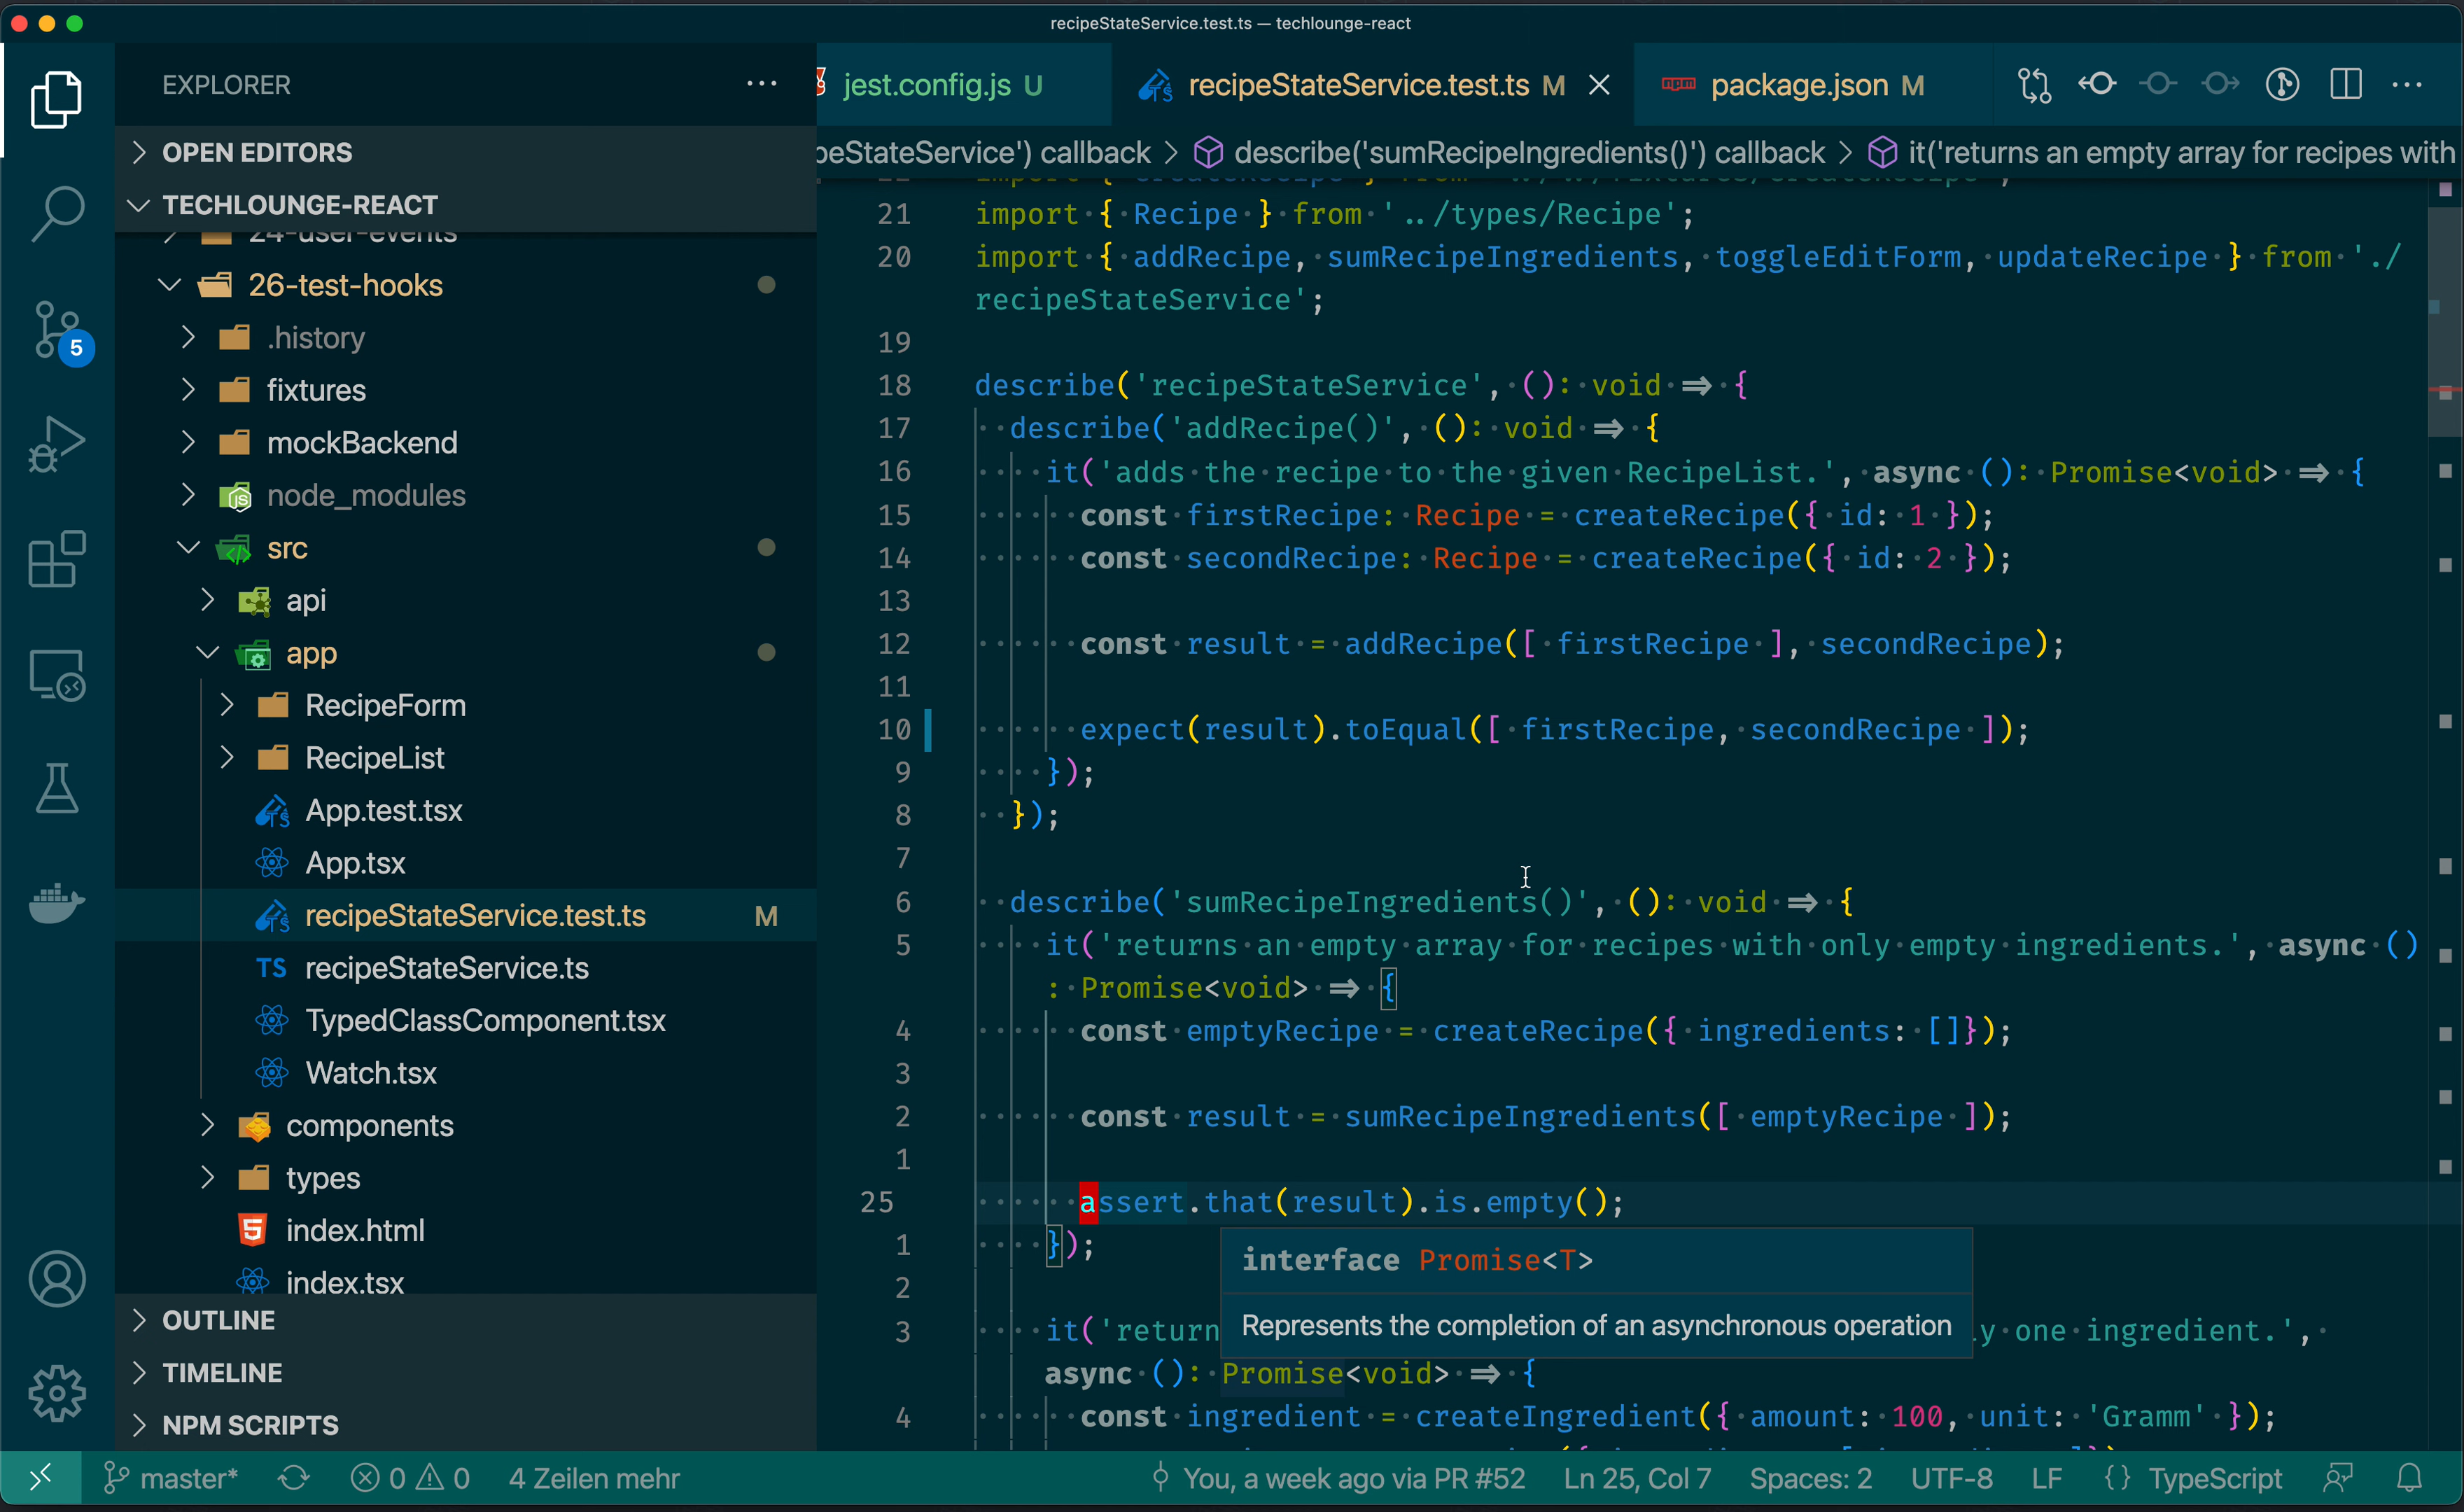 recipeStateService.test.ts — techlounge-react
EXPLORER
OPEN EDITORS
TECHLOUNGE-REACT
24-user-events
26-test-hooks
.history
fixtures
mockBackend
node_modules
src
api
app
RecipeForm
RecipeList
App.test.tsx
App.tsx
recipeStateService.test.ts M
TS recipeStateService.ts
TypedClassComponent.tsx
Watch.tsx
components
types
index.html
index.tsx
OUTLINE
TIMELINE
NPM SCRIPTS
5
jest.config.js U
recipeStateService.test.ts M
package.json M
peStateService') callback > describe('sumRecipeIngredients()') callback > it('returns an empty array for recipes with
21 import { Recipe } from '../types/Recipe';
20 import { addRecipe, sumRecipeIngredients, toggleEditForm, updateRecipe } from './
recipeStateService';
19
18 describe('recipeStateService', (): void => {
17 describe('addRecipe()', (): void => {
16 it('adds the recipe to the given RecipeList.', async (): Promise<void> => {
15 const firstRecipe: Recipe = createRecipe({ id: 1 });
14 const secondRecipe: Recipe = createRecipe({ id: 2 });
13
12 const result = addRecipe([ firstRecipe ], secondRecipe);
11
10 expect(result).toEqual([ firstRecipe, secondRecipe ]);
9 });
8 });
7
6 describe('sumRecipeIngredients()', (): void => {
5 it('returns an empty array for recipes with only empty ingredients.', async ()
: Promise<void> => {
4 const emptyRecipe = createRecipe({ ingredients: []});
3
2 const result = sumRecipeIngredients([ emptyRecipe ]);
1
25 assert.that(result).is.empty();
1 });
2
interface Promise<T>
Represents the completion of an asynchronous operation
3 it('return y one ingredient.',
async (): Promise<void> => {
4 const ingredient = createIngredient({ amount: 100, unit: 'Gramm' });
master* 0 0 4 Zeilen mehr You, a week ago via PR #52 Ln 25, Col 7 Spaces: 2 UTF-8 LF {} TypeScript